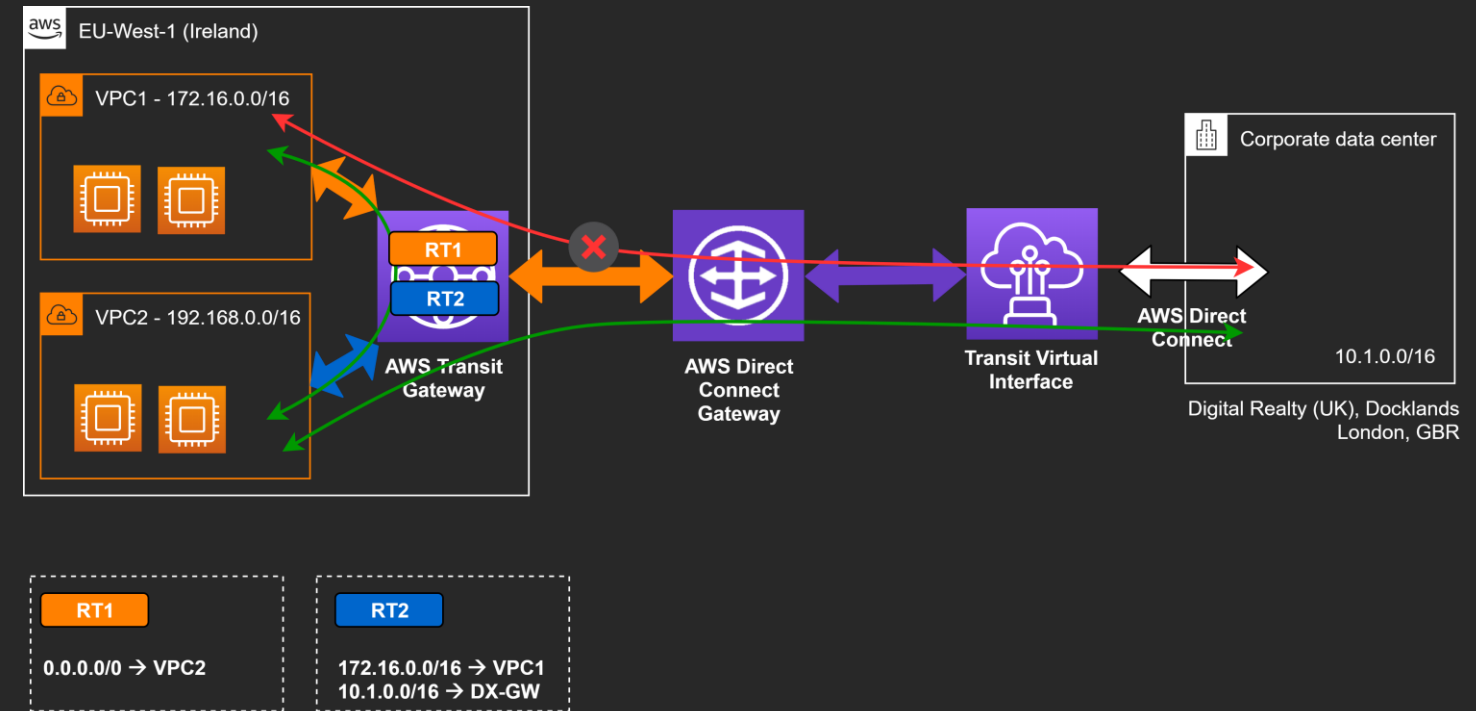 aws
EU-West-1 (Ireland)
VPC1 - 172.16.0.0/16
Corporate data center
RT1
RT2
VPC2 - 192.168.0.0/16
AWS Transit
Gateway
AWS Direct
Connect
Gateway
Transit Virtual
Interface
AWS Direct
Connect
10.1.0.0/16
Digital Realty (UK), Docklands
London, GBR
RT1
0.0.0.0/0 → VPC2
RT2
172.16.0.0/16 → VPC1
10.1.0.0/16 → DX-GW